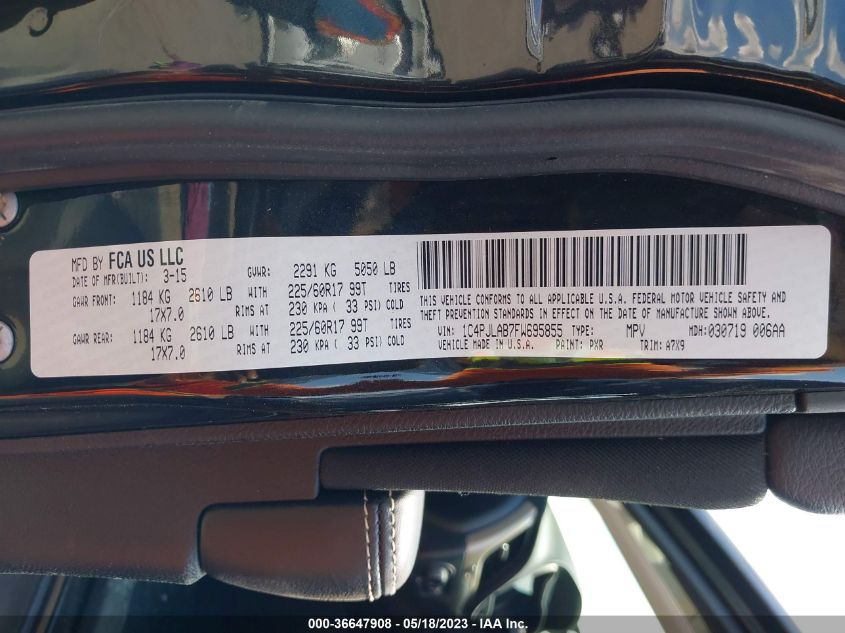 MFD BY FCA US LLC
DATE OF MFR(BUILT): 3-15 GVWR: 2291 KG 5050 LB
GAWR FRONT: 1184 KG 2610 LB WITH 225/60R17 99T TIRES
17X7.0 RIMS AT 230 KPA ( 33 PSI) COLD
GAWR REAR: 1184 KG 2610 LB WITH 225/60R17 99T TIRES
17X7.0 RIMS AT 230 KPA ( 33 PSI) COLD
THIS VEHICLE CONFORMS TO ALL APPLICABLE U.S.A. FEDERAL MOTOR VEHICLE SAFETY AND
THEFT PREVENTION STANDARDS IN EFFECT ON THE DATE OF MANUFACTURE SHOWN ABOVE.
VIN: 1C4PJLAB7FW695855 TYPE: MPV MDH: 030719 006AA
VEHICLE MADE IN U.S.A. PAINT: PXR TRIM: A7X9
000-36647908 - 05/18/2023 - IAA Inc.